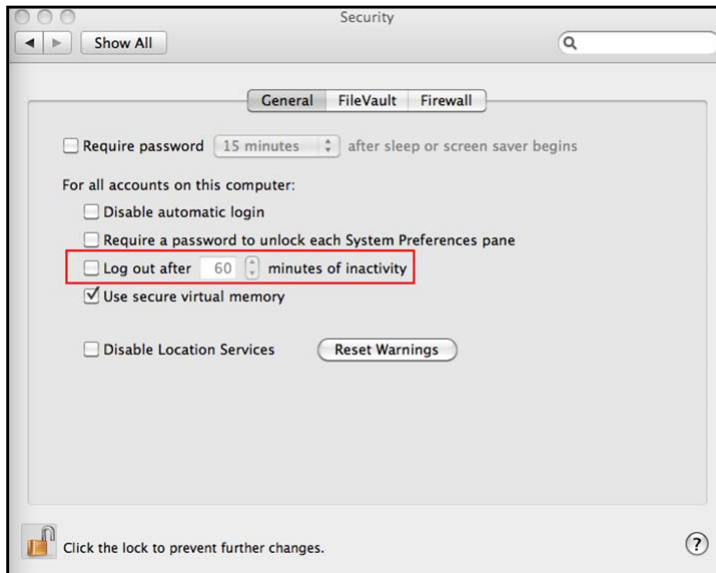 Security
Show All
General FileVault Firewall
Require password 15 minutes after sleep or screen saver begins
For all accounts on this computer:
Disable automatic login
Require a password to unlock each System Preferences pane
Log out after 60 minutes of inactivity
Use secure virtual memory
Disable Location Services Reset Warnings
Click the lock to prevent further changes. ?